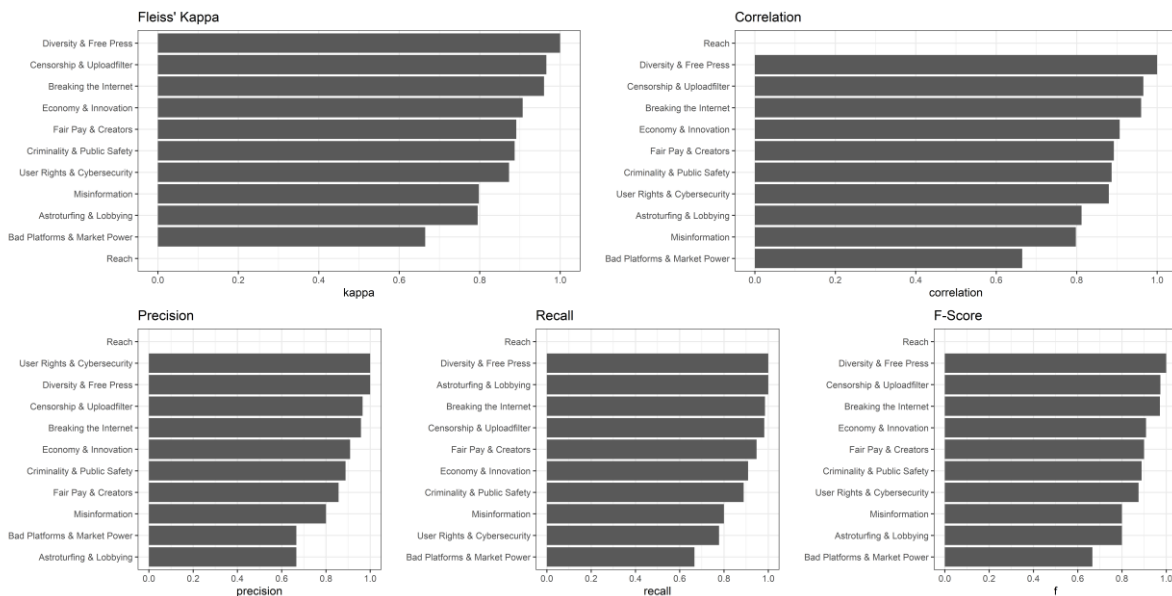 Fleiss' Kappa
Diversity & Free Press
Censorship & Uploadfilter
Breaking the Internet
Economy & Innovation
Fair Pay & Creators
Criminality & Public Safety
User Rights & Cybersecurity
Misinformation
Astroturfing & Lobbying
Bad Platforms & Market Power
Reach
0.0 0.2 0.4 0.6 0.8 1.0
kappa
Correlation
Reach
Diversity & Free Press
Censorship & Uploadfilter
Breaking the Internet
Economy & Innovation
Fair Pay & Creators
Criminality & Public Safety
User Rights & Cybersecurity
Astroturfing & Lobbying
Misinformation
Bad Platforms & Market Power
0.0 0.2 0.4 0.6 0.8 1.0
correlation
Precision
Reach
User Rights & Cybersecurity
Diversity & Free Press
Censorship & Uploadfilter
Breaking the Internet
Economy & Innovation
Criminality & Public Safety
Fair Pay & Creators
Misinformation
Bad Platforms & Market Power
Astroturfing & Lobbying
0.0 0.2 0.4 0.6 0.8 1.0
precision
Recall
Reach
Diversity & Free Press
Astroturfing & Lobbying
Breaking the Internet
Censorship & Uploadfilter
Fair Pay & Creators
Economy & Innovation
Criminality & Public Safety
Misinformation
User Rights & Cybersecurity
Bad Platforms & Market Power
0.0 0.2 0.4 0.6 0.8 1.0
recall
F-Score
Reach
Diversity & Free Press
Censorship & Uploadfilter
Breaking the Internet
Economy & Innovation
Fair Pay & Creators
Criminality & Public Safety
User Rights & Cybersecurity
Misinformation
Astroturfing & Lobbying
Bad Platforms & Market Power
0.0 0.2 0.4 0.6 0.8 1.0
f